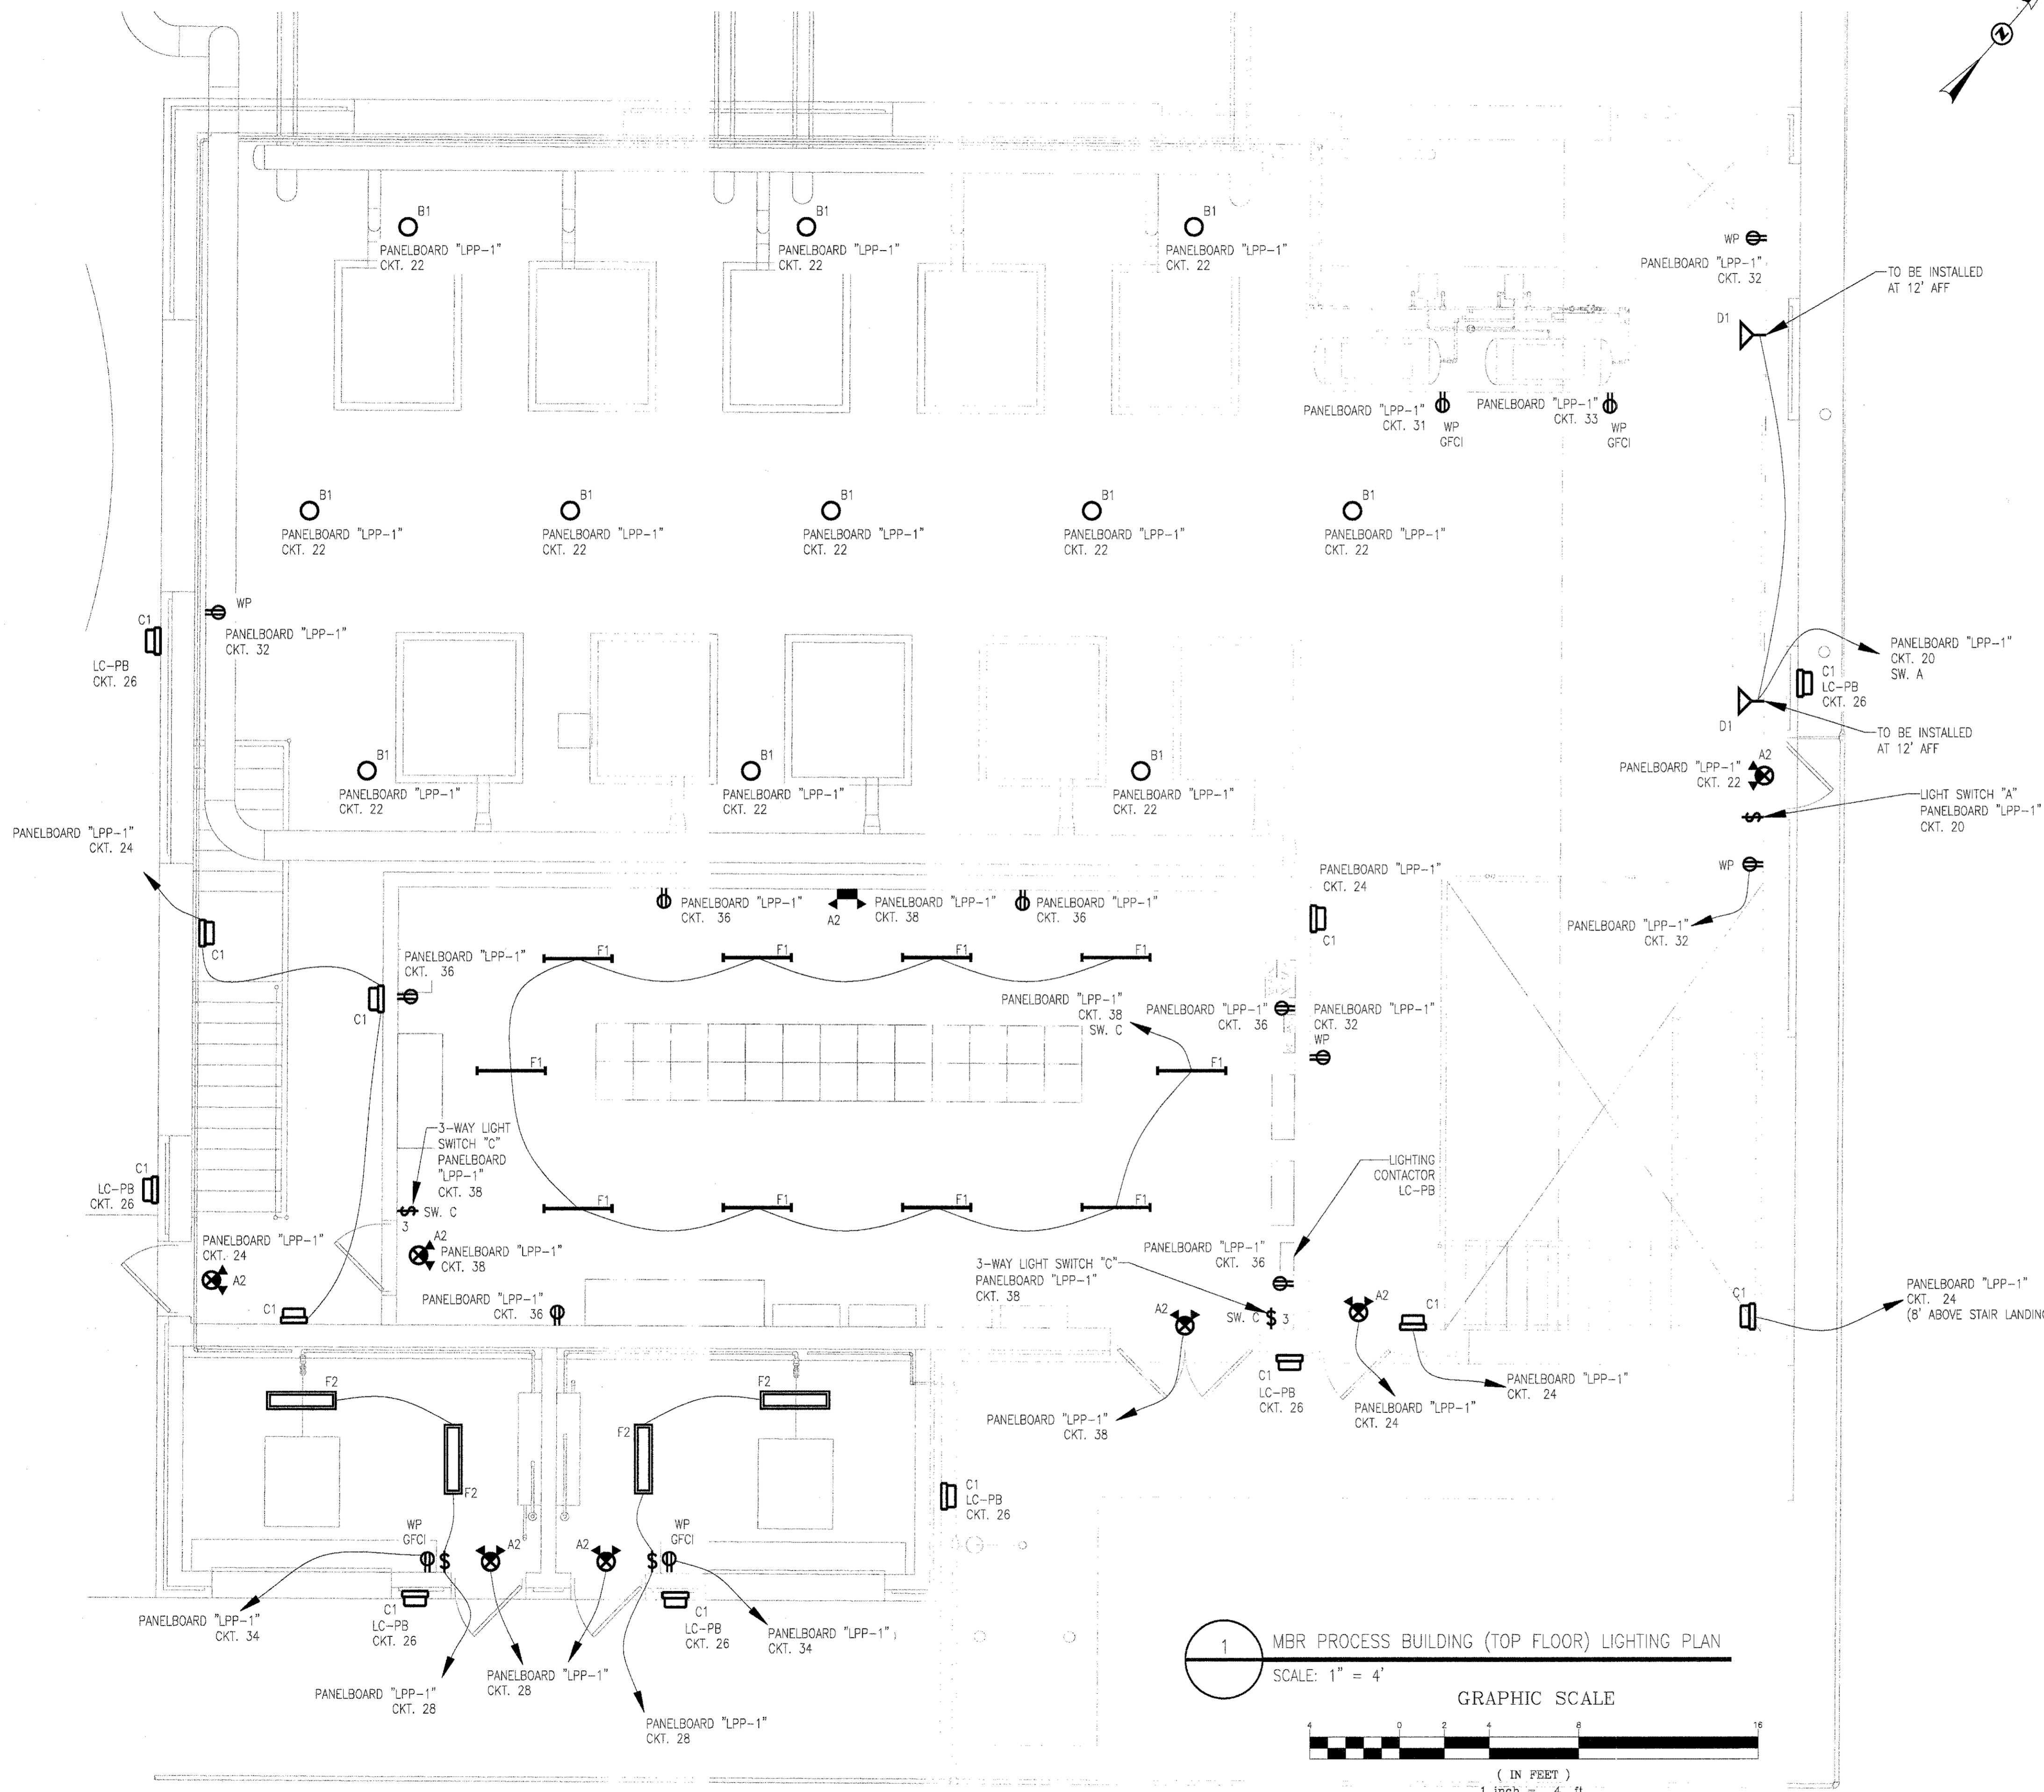 N
B1
PANELBOARD "LPP-1"
CKT. 22
B1
PANELBOARD "LPP-1"
CKT. 22
B1
PANELBOARD "LPP-1"
CKT. 22
WP
PANELBOARD "LPP-1"
CKT. 32
TO BE INSTALLED
AT 12' AFF
D1
PANELBOARD "LPP-1"
CKT. 31
WP
GFCI
PANELBOARD "LPP-1"
CKT. 33
WP
GFCI
B1
PANELBOARD "LPP-1"
CKT. 22
B1
PANELBOARD "LPP-1"
CKT. 22
B1
PANELBOARD "LPP-1"
CKT. 22
B1
PANELBOARD "LPP-1"
CKT. 22
B1
PANELBOARD "LPP-1"
CKT. 22
C1
LC-PB
CKT. 26
WP
PANELBOARD "LPP-1"
CKT. 32
PANELBOARD "LPP-1"
CKT. 20
SW. A
C1
LC-PB
CKT. 26
D1
TO BE INSTALLED
AT 12' AFF
B1
PANELBOARD "LPP-1"
CKT. 22
B1
PANELBOARD "LPP-1"
CKT. 22
B1
PANELBOARD "LPP-1"
CKT. 22
A2
PANELBOARD "LPP-1"
CKT. 22
LIGHT SWITCH "A"
PANELBOARD "LPP-1"
CKT. 20
PANELBOARD "LPP-1"
CKT. 24
C1
PANELBOARD "LPP-1"
CKT. 36
A2
PANELBOARD "LPP-1"
CKT. 38
PANELBOARD "LPP-1"
CKT. 36
PANELBOARD "LPP-1"
CKT. 24
C1
WP
PANELBOARD "LPP-1"
CKT. 32
F1
F1
F1
F1
PANELBOARD "LPP-1"
CKT. 36
C1
PANELBOARD "LPP-1"
CKT. 38
SW. C
PANELBOARD "LPP-1"
CKT. 36
PANELBOARD "LPP-1"
CKT. 32
WP
F1
F1
3-WAY LIGHT
SWITCH "C"
PANELBOARD
"LPP-1"
CKT. 38
SW. C
3
C1
LC-PB
CKT. 26
F1
F1
F1
F1
LIGHTING
CONTACTOR
LC-PB
PANELBOARD "LPP-1"
CKT. 24
A2
A2
PANELBOARD "LPP-1"
CKT. 38
C1
PANELBOARD "LPP-1"
CKT. 36
PANELBOARD "LPP-1"
CKT. 36
3-WAY LIGHT SWITCH "C"
PANELBOARD "LPP-1"
CKT. 38
A2
SW. C
3
A2
C1
C1
PANELBOARD "LPP-1"
CKT. 24
(8' ABOVE STAIR LANDING
C1
LC-PB
CKT. 26
PANELBOARD "LPP-1"
CKT. 38
PANELBOARD "LPP-1"
CKT. 24
PANELBOARD "LPP-1"
CKT. 24
F2
F2
F2
C1
LC-PB
CKT. 26
WP
GFCI
A2
A2
WP
GFCI
C1
LC-PB
CKT. 26
C1
LC-PB
CKT. 26
PANELBOARD "LPP-1"
CKT. 34
PANELBOARD "LPP-1"
CKT. 34
PANELBOARD "LPP-1"
CKT. 28
PANELBOARD "LPP-1"
CKT. 28
PANELBOARD "LPP-1"
CKT. 28
1
MBR PROCESS BUILDING (TOP FLOOR) LIGHTING PLAN
SCALE: 1" = 4'
GRAPHIC SCALE
4 0 2 4 8 16
( IN FEET )
1 inch = 4 ft.